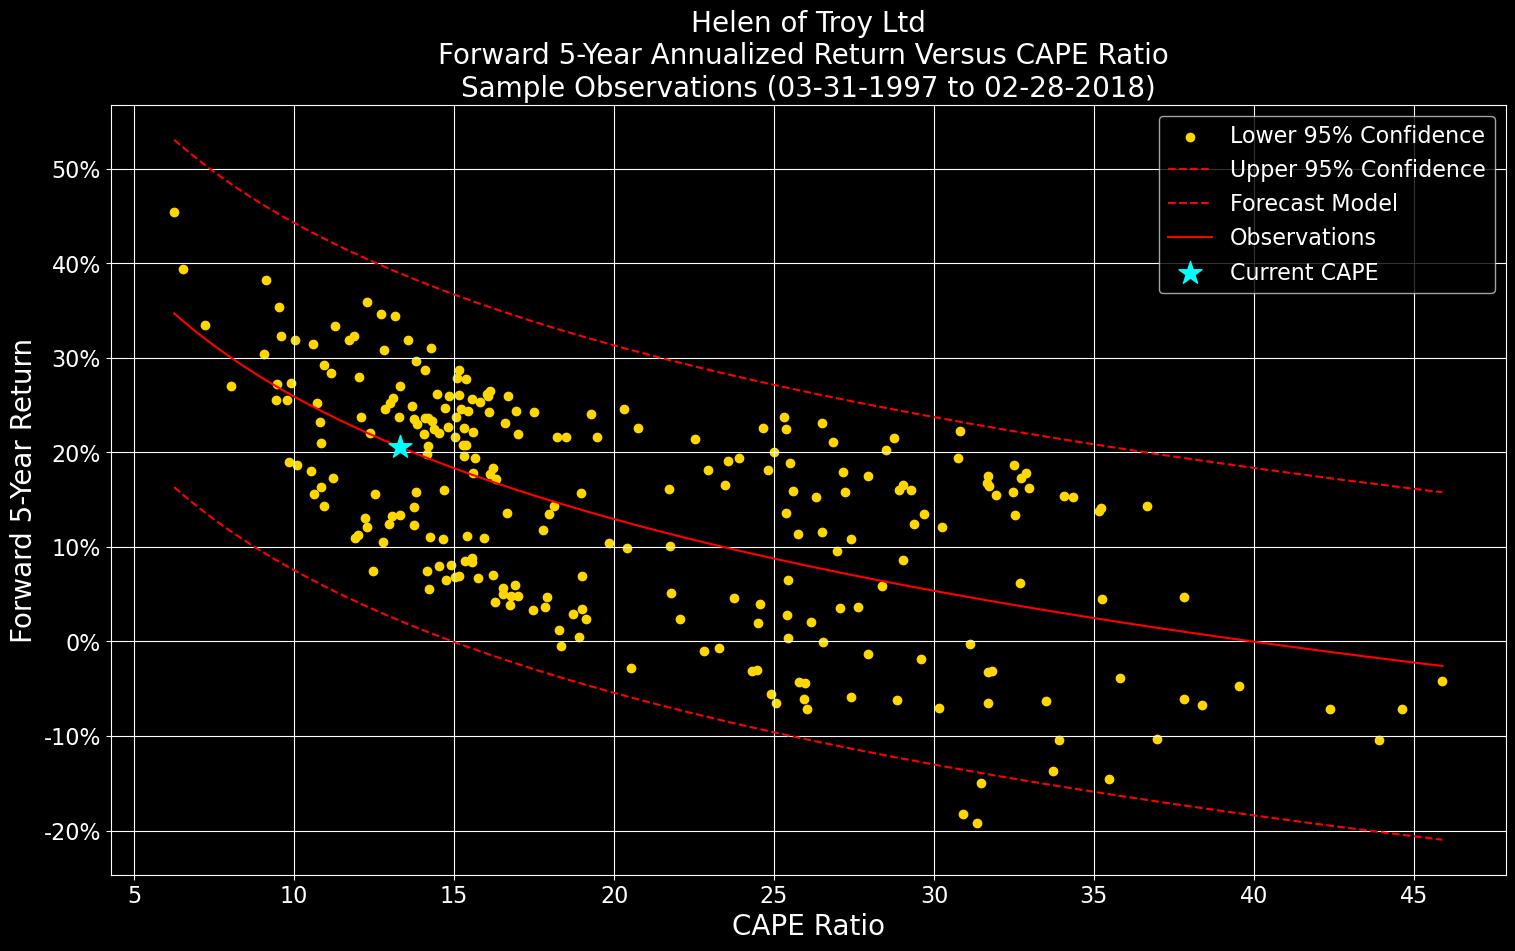 Helen of Troy Ltd
Forward 5-Year Annualized Return Versus CAPE Ratio
Sample Observations (03-31-1997 to 02-28-2018)
Lower 95% Confidence
Upper 95% Confidence
Forecast Model
Observations
Current CAPE
Forward 5-Year Return
50%
40%
30%
20%
10%
0%
-10%
-20%
5 10 15 20 25 30 35 40 45
CAPE Ratio